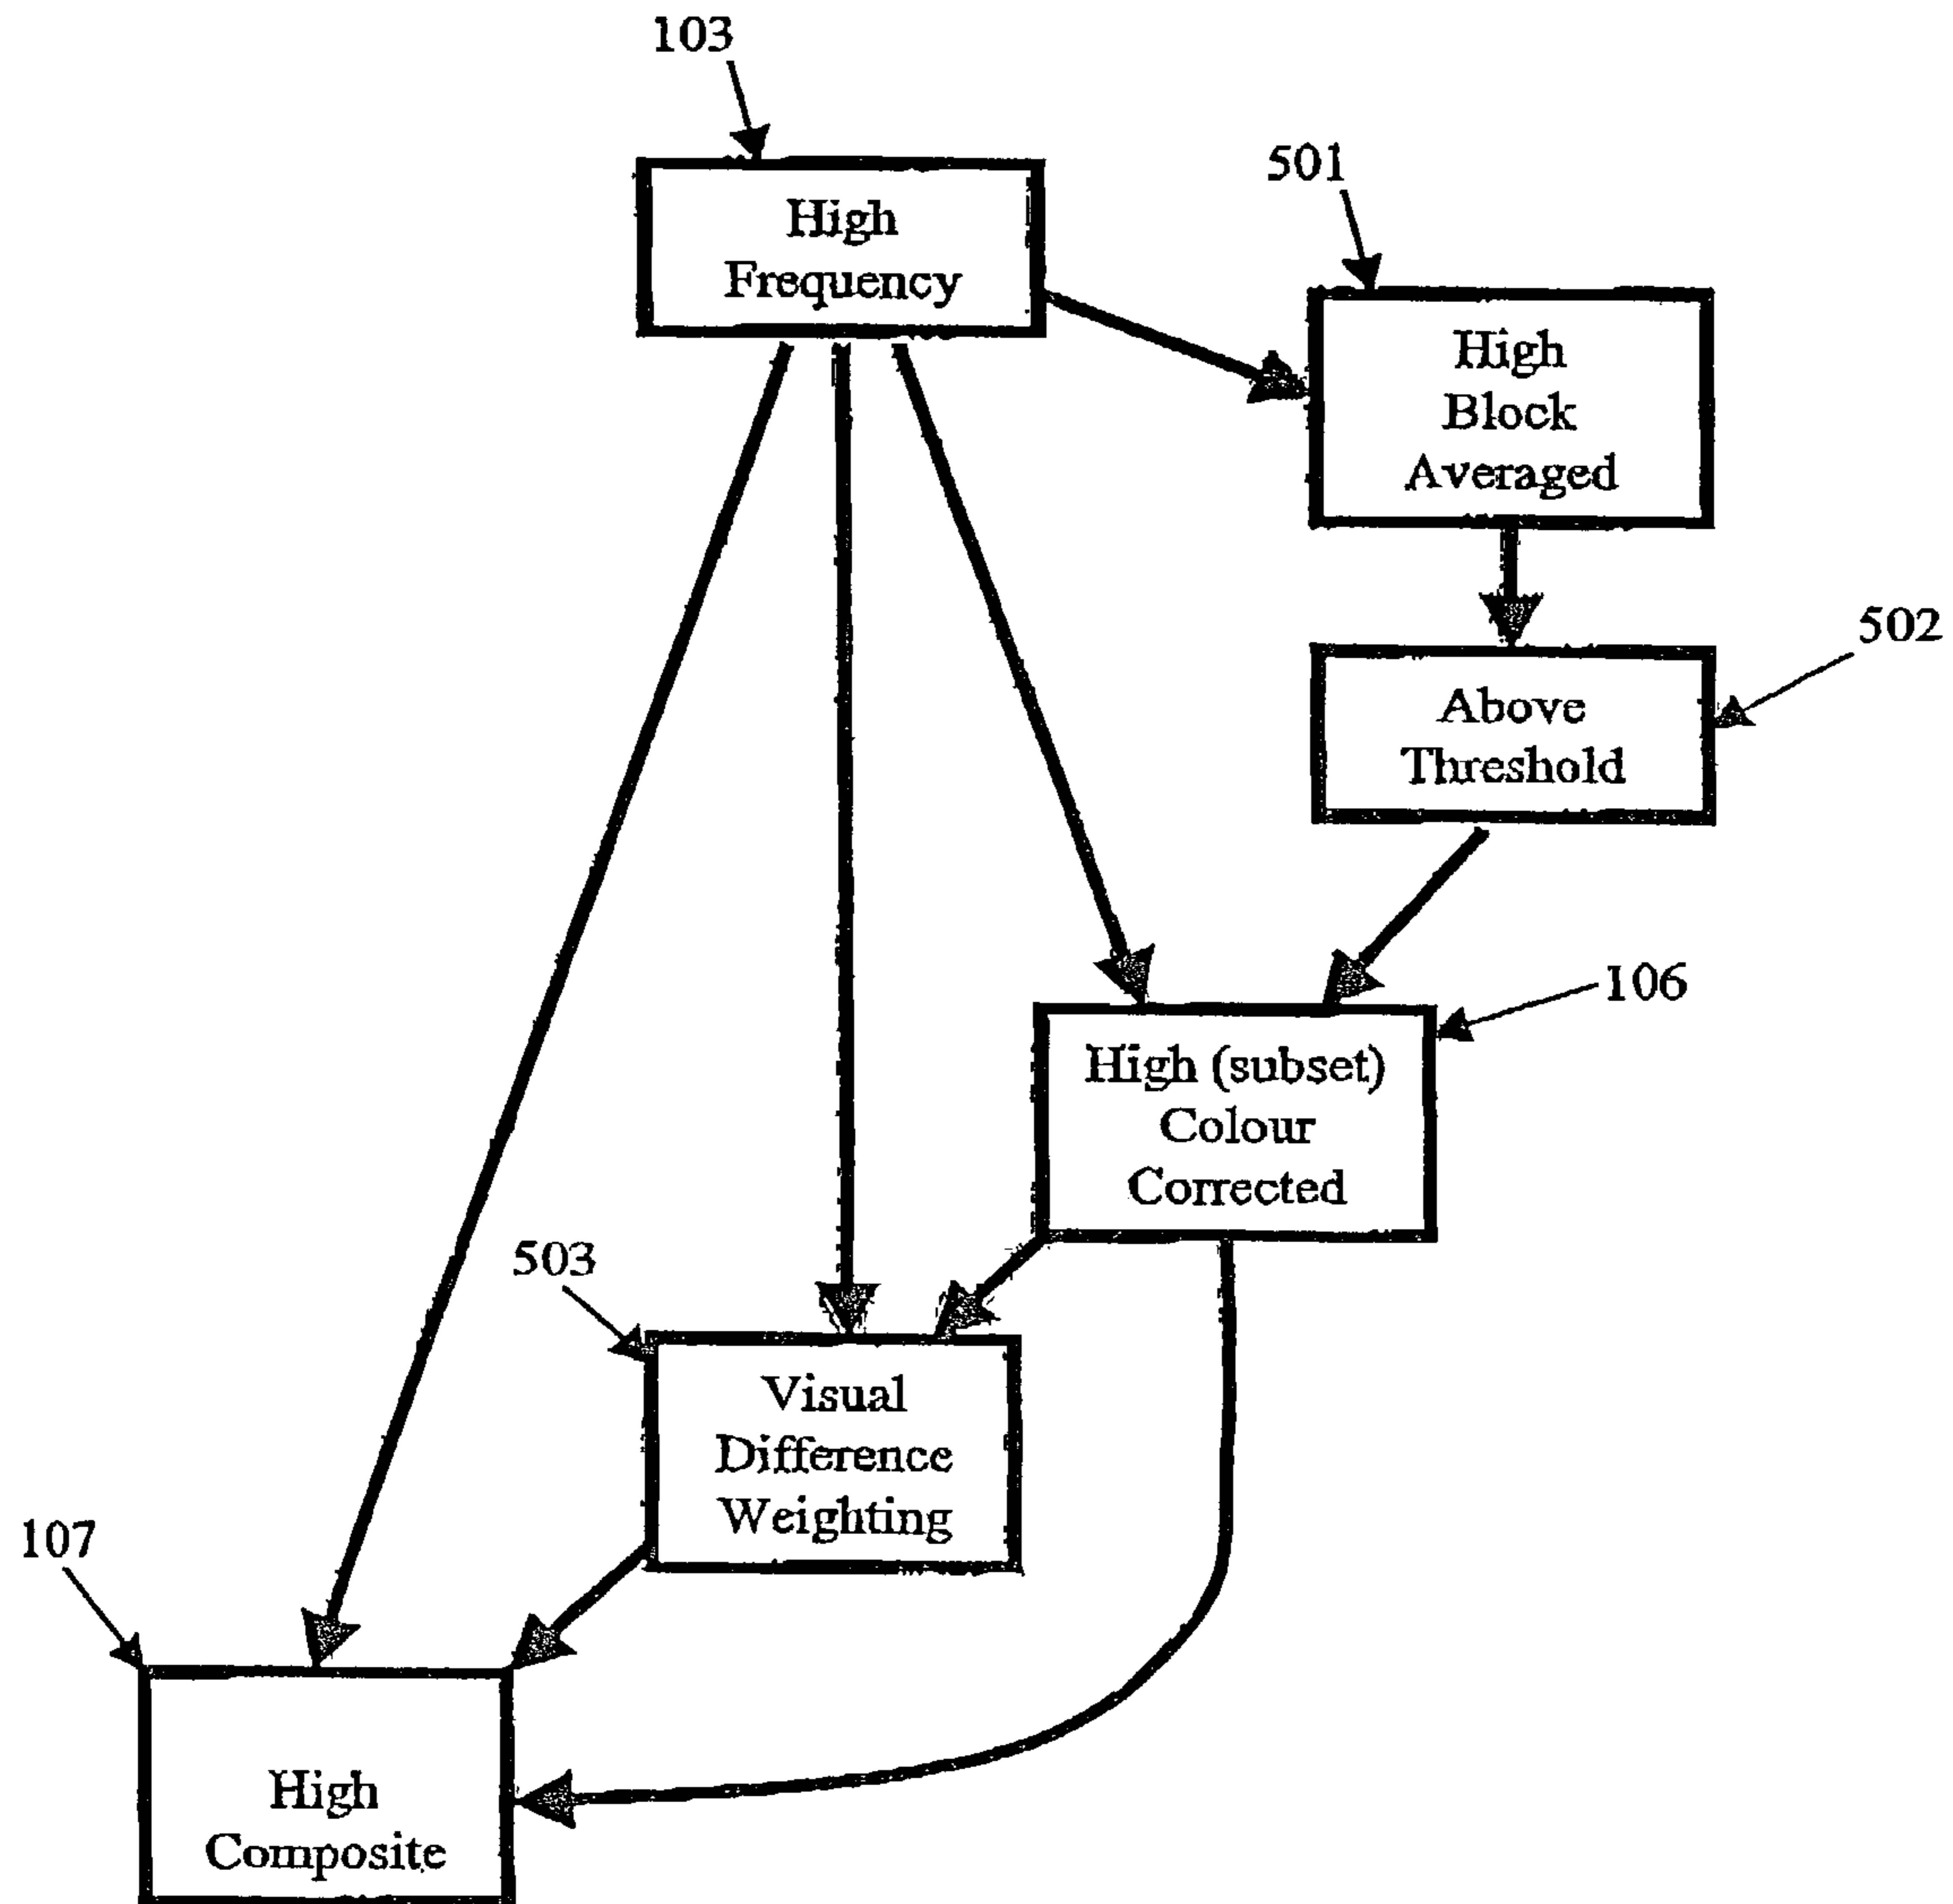 103
High
Frequency
501
High
Block
Averaged
502
Above
Threshold
106
High (subset)
Colour
Corrected
503
Visual
Difference
Weighting
107
High
Composite